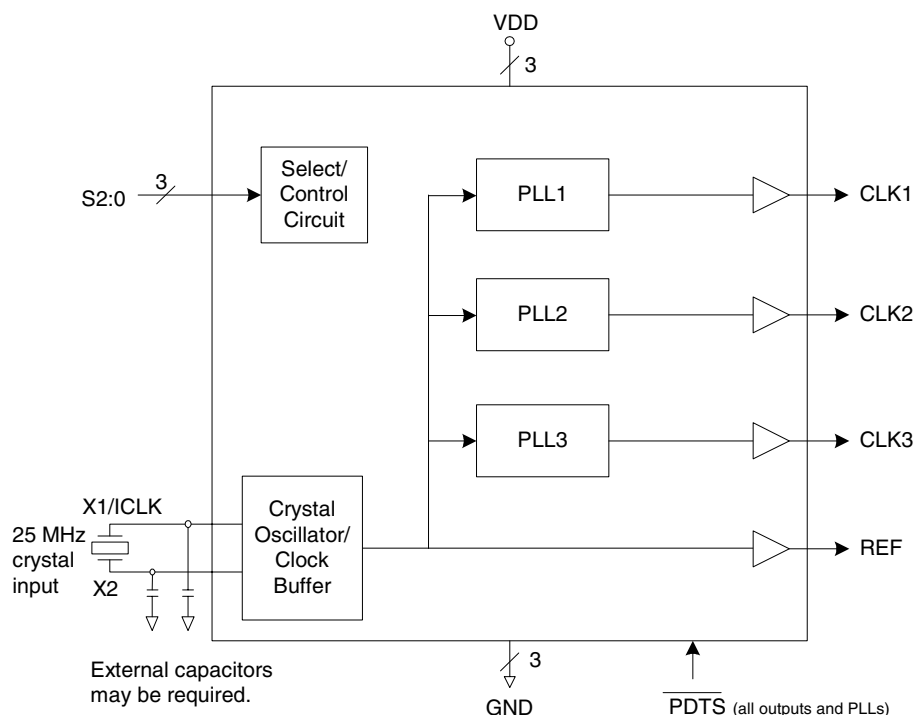 VDD
3
Select/
Control
Circuit
3
S2:0
PLL1
CLK1
PLL2
CLK2
PLL3
CLK3
X1/ICLK
25 MHz
crystal
input
X2
Crystal
Oscillator/
Clock
Buffer
REF
External capacitors
may be required.
3
GND
PDTS (all outputs and PLLs)